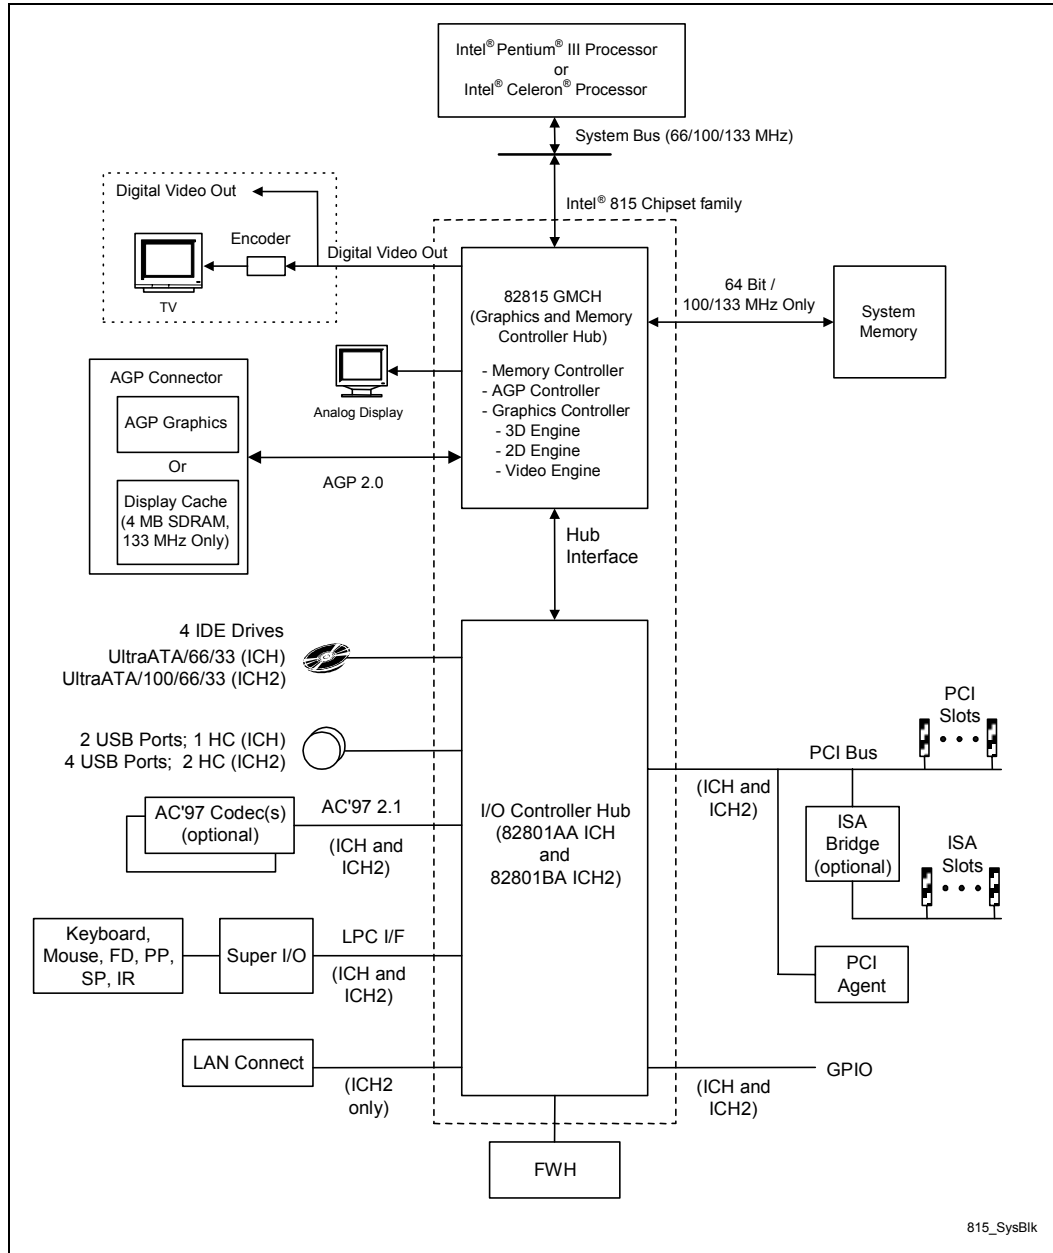 Intel® Pentium® III Processor
or
Intel® Celeron® Processor
System Bus (66/100/133 MHz)
Intel® 815 Chipset family
Digital Video Out
Encoder
Digital Video Out
TV
82815 GMCH
(Graphics and Memory
Controller Hub)
- Memory Controller
- AGP Controller
- Graphics Controller
- 3D Engine
- 2D Engine
- Video Engine
64 Bit /
100/133 MHz Only
System
Memory
Analog Display
AGP Connector
AGP Graphics
Or
Display Cache
(4 MB SDRAM,
133 MHz Only)
AGP 2.0
Hub
Interface
4 IDE Drives
UltraATA/66/33 (ICH)
UltraATA/100/66/33 (ICH2)
2 USB Ports; 1 HC (ICH)
4 USB Ports; 2 HC (ICH2)
AC'97 Codec(s)
(optional)
AC'97 2.1
(ICH and
ICH2)
I/O Controller Hub
(82801AA ICH
and
82801BA ICH2)
PCI
Slots
PCI Bus
(ICH and
ICH2)
ISA
Bridge
(optional)
ISA
Slots
Keyboard,
Mouse, FD, PP,
SP, IR
Super I/O
LPC I/F
(ICH and
ICH2)
PCI
Agent
LAN Connect
(ICH2
only)
(ICH and
ICH2)
GPIO
FWH
815_SysBlk